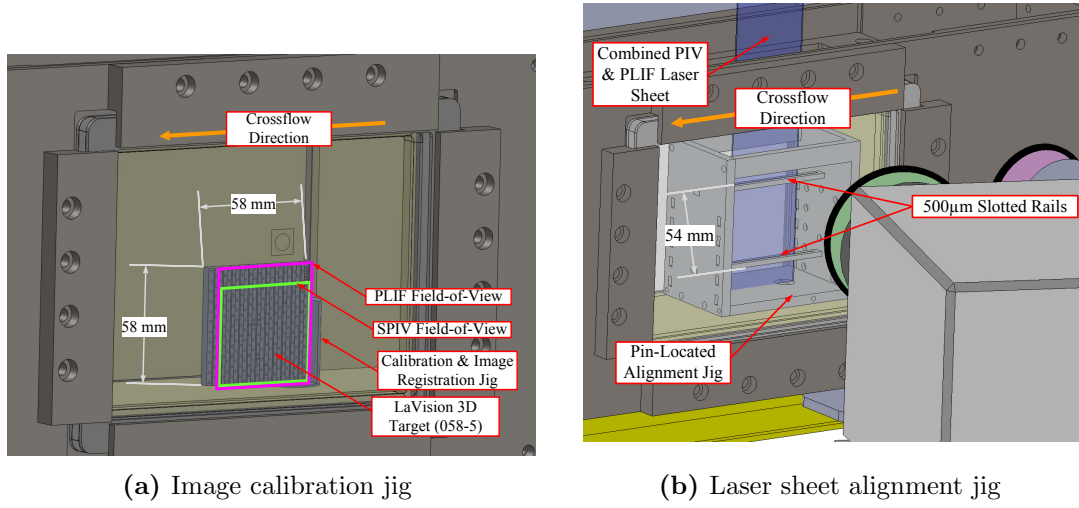 Crossflow
Direction
58 mm
58 mm
PLIF Field-of-View
SPIV Field-of-View
Calibration & Image
Registration Jig
LaVision 3D
Target (058-5)
(a) Image calibration jig
Combined PIV
& PLIF Laser
Sheet
Crossflow
Direction
500µm Slotted Rails
54 mm
Pin-Located
Alignment Jig
(b) Laser sheet alignment jig